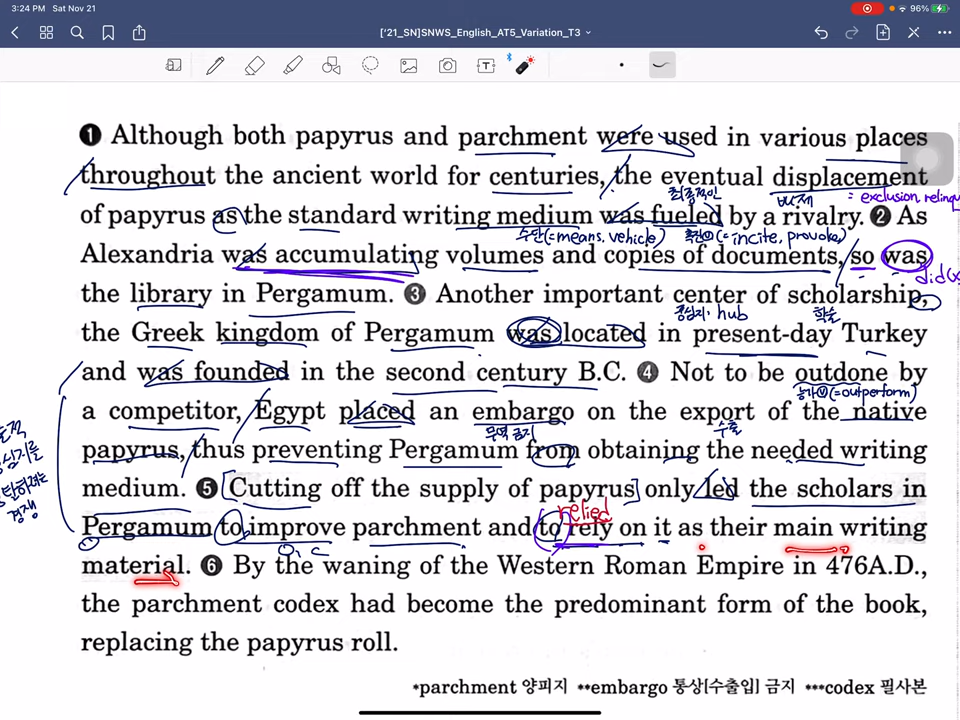 3:24 PM Sat Nov 21
96%
['21_SN]SNWS_English_AT5_Variation_T3
❶ Although both papyrus and parchment were used in various places
throughout the ancient world for centuries, the eventual displacement
최종적인 배제 = exclusion, relinqu
of papyrus as the standard writing medium was fueled by a rivalry. ❷ As
수단(=means, vehicle) (=incite, provoke)
Alexandria was accumulating volumes and copies of documents, so was
did(x
the library in Pergamum. ❸ Another important center of scholarship,
중심지, hub 학술
the Greek kingdom of Pergamum was located in present-day Turkey
and was founded in the second century B.C. ❹ Not to be outdone by
능가ⓥ(=outperform)
a competitor, Egypt placed an embargo on the export of the native
무역 금지 수출
papyrus, thus preventing Pergamum from obtaining the needed writing
medium. ❺ [Cutting off the supply of papyrus] only led the scholars in
relied
Pergamum to improve parchment and to rely on it as their main writing
o.c
material. ❻ By the waning of the Western Roman Empire in 476A.D.,
the parchment codex had become the predominant form of the book,
replacing the papyrus roll.
*parchment 양피지 **embargo 통상[수출입] 금지 ***codex 필사본
경쟁